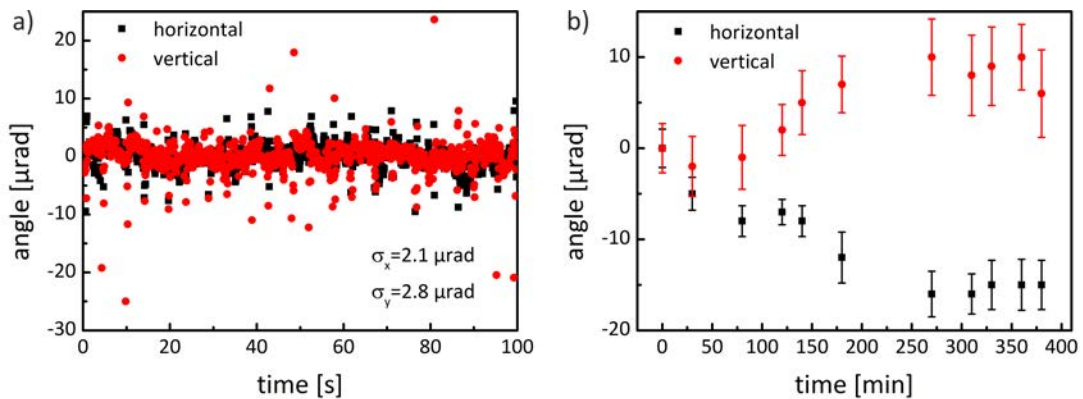 a)
horizontal
vertical
angle [µrad]
20
10
0
-10
-20
-30
σx=2.1 µrad
σy=2.8 µrad
0 20 40 60 80 100
time [s]
b)
horizontal
vertical
angle [µrad]
10
0
-10
-20
0 50 100 150 200 250 300 350 400
time [min]